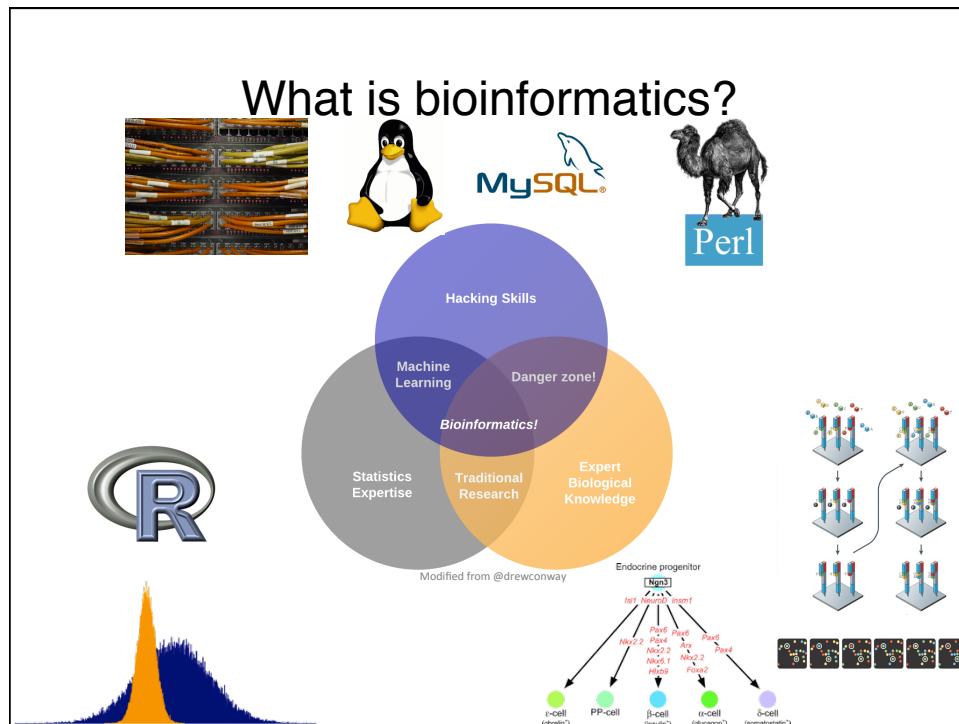 What is bioinformatics?
MySQL®
Perl
Hacking Skills
Machine
Learning
Danger zone!
Bioinformatics!
Statistics
Expertise
Traditional
Research
Expert
Biological
Knowledge
R
Modified from @drewconway
Endocrine progenitor
Ngn3
Isl1 NeuroD Insm1
Nkx2.2
Pax6
Pax4
Nkx2.2
Nkx6.1
Hlxb9
Pax6
Arx
Nkx2.2
Foxa2
Pax6
Pax4
ε-cell
PP-cell
β-cell
α-cell
δ-cell